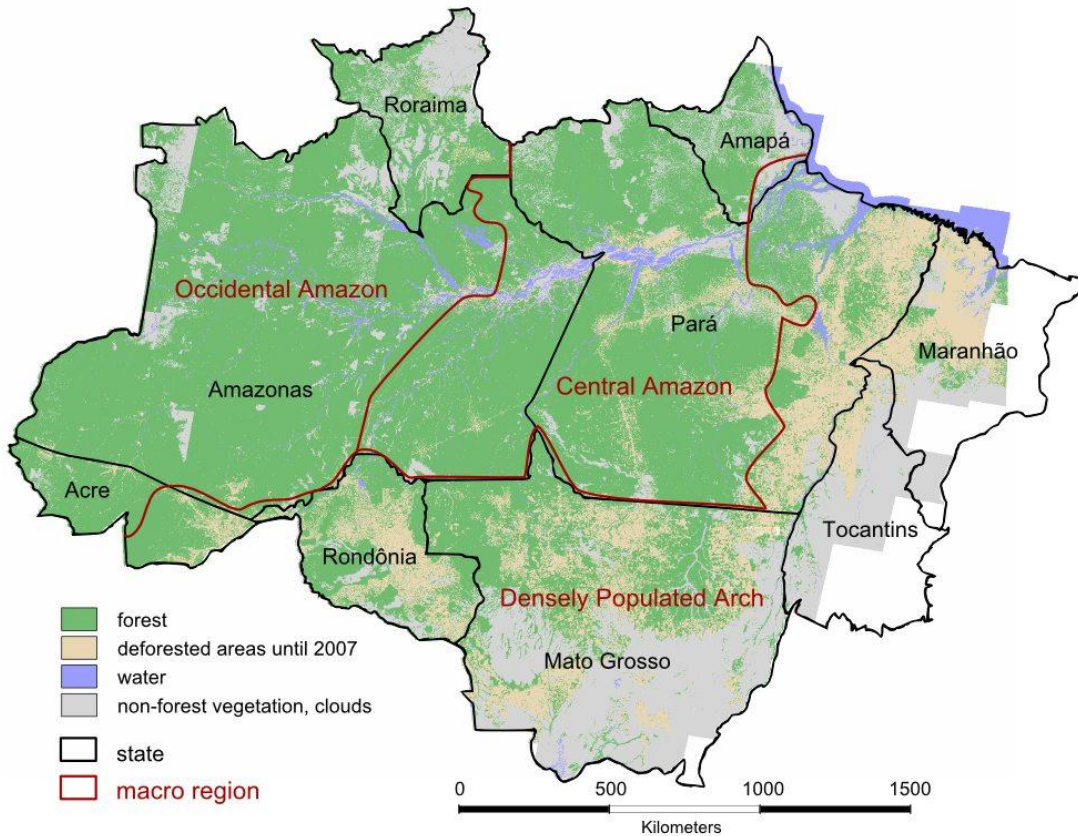 Roraima
Amapá
Occidental Amazon
Pará
Maranhão
Amazonas
Central Amazon
Acre
Tocantins
Rondônia
Densely Populated Arch
Mato Grosso
forest
deforested areas until 2007
water
non-forest vegetation, clouds
state
macro region
0 500 1000 1500
Kilometers